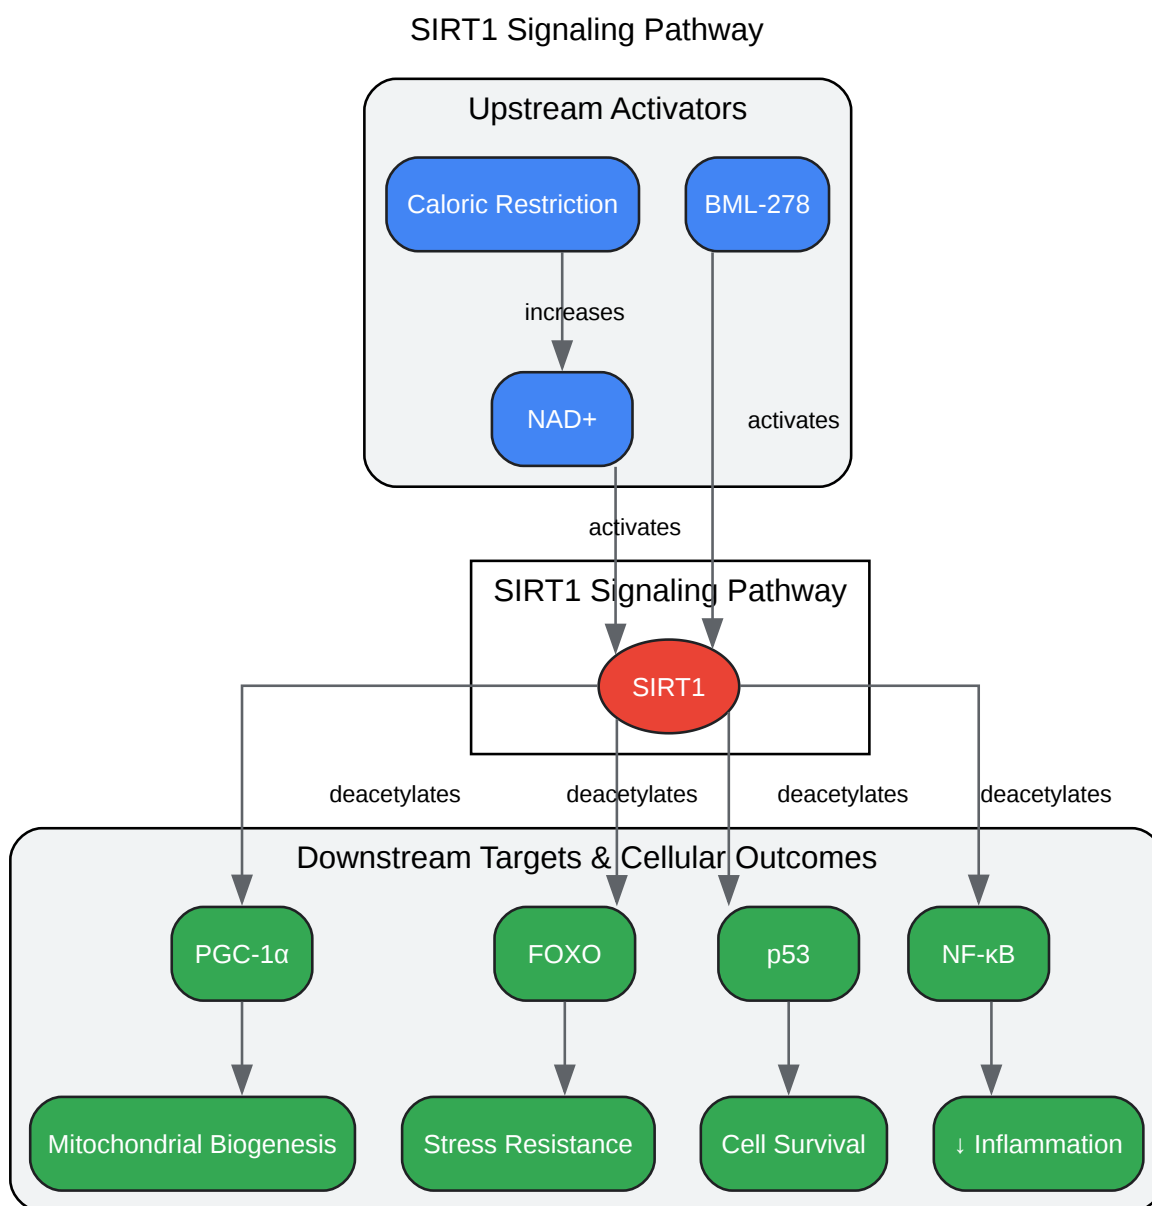 SIRT1 Signaling Pathway
Upstream Activators
Caloric Restriction
BML-278
increases
NAD+
activates
activates
SIRT1 Signaling Pathway
SIRT1
deacetylates
deacetylates
deacetylates
deacetylates
Downstream Targets & Cellular Outcomes
PGC-1α
FOXO
p53
NF-κB
Mitochondrial Biogenesis
Stress Resistance
Cell Survival
↓ Inflammation